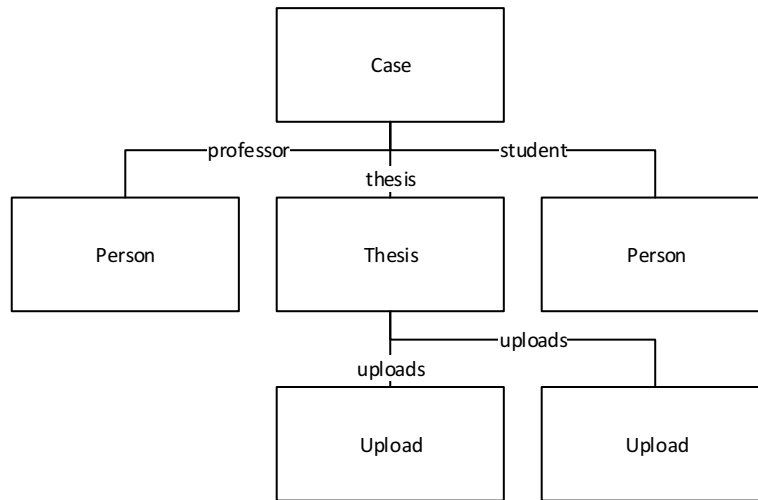 Case
professor
student
thesis
Person
Thesis
Person
uploads
uploads
Upload
Upload